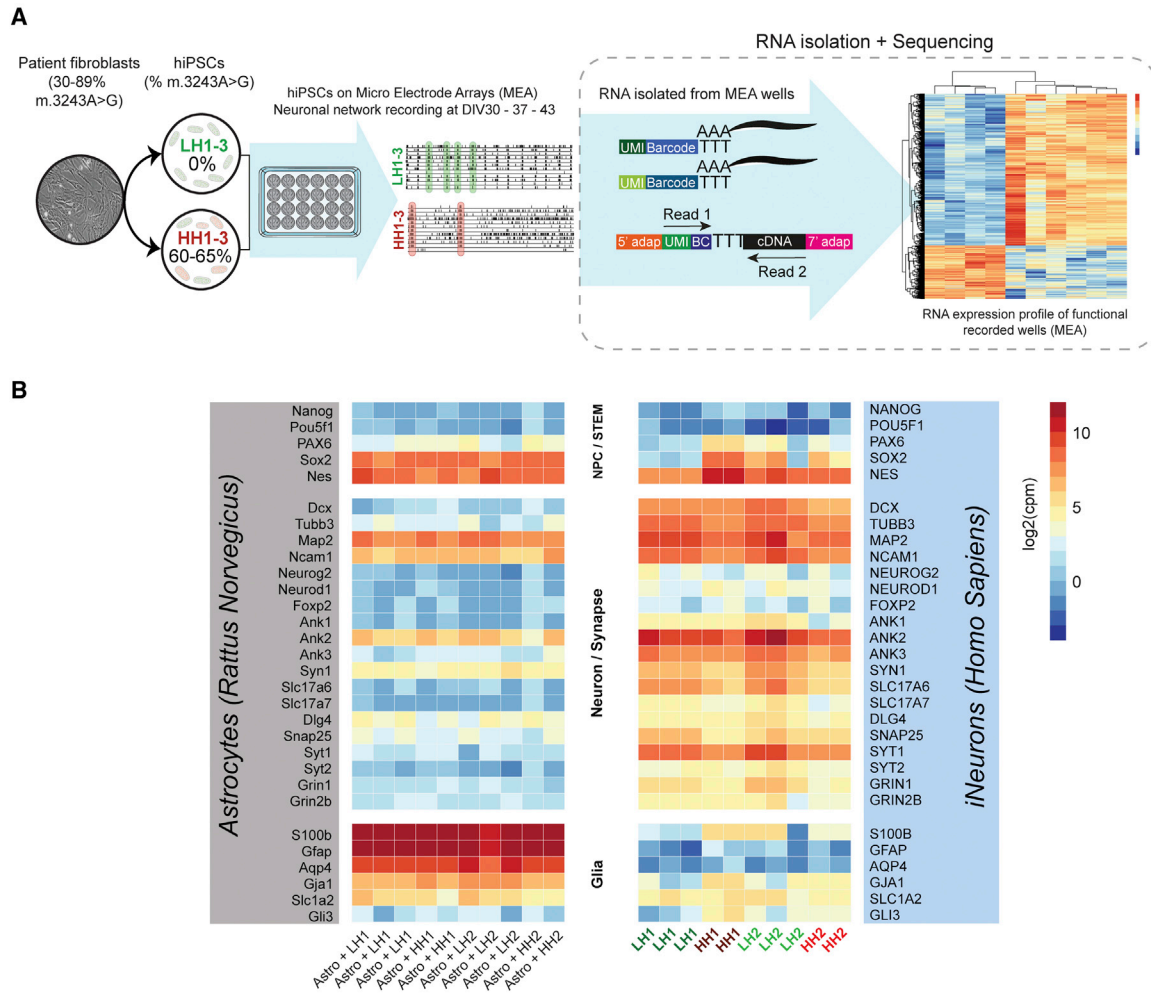 A
Patient fibroblasts
(30-89%
m.3243A>G)
hiPSCs
(% m.3243A>G)
LH1-3
0%
HH1-3
60-65%
hiPSCs on Micro Electrode Arrays (MEA)
Neuronal network recording at DIV30 - 37 - 43
LH1-3
HH1-3
RNA isolation + Sequencing
RNA isolated from MEA wells
AAA
UMI Barcode TTT
AAA
UMI Barcode TTT
Read 1
5' adap UMI BC TTT cDNA 7' adap
Read 2
RNA expression profile of functional
recorded wells (MEA)
B
Astrocytes (Rattus Norvegicus)
Nanog
Pou5f1
PAX6
Sox2
Nes
Dcx
Tubb3
Map2
Ncam1
Neurog2
Neurod1
Foxp2
Ank1
Ank2
Ank3
Syn1
Slc17a6
Slc17a7
Dlg4
Snap25
Syt1
Syt2
Grin1
Grin2b
S100b
Gfap
Aqp4
Gja1
Slc1a2
Gli3
Astro + LH1
Astro + LH1
Astro + LH1
Astro + HH1
Astro + HH1
Astro + LH2
Astro + LH2
Astro + LH2
Astro + HH2
Astro + HH2
NPC / STEM
Neuron / Synapse
Glia
NANOG
POU5F1
PAX6
SOX2
NES
DCX
TUBB3
MAP2
NCAM1
NEUROG2
NEUROD1
FOXP2
ANK1
ANK2
ANK3
SYN1
SLC17A6
SLC17A7
DLG4
SNAP25
SYT1
SYT2
GRIN1
GRIN2B
S100B
GFAP
AQP4
GJA1
SLC1A2
GLI3
LH1
LH1
LH1
HH1
HH1
LH2
LH2
LH2
HH2
HH2
iNeurons (Homo Sapiens)
log2(cpm)
10
5
0